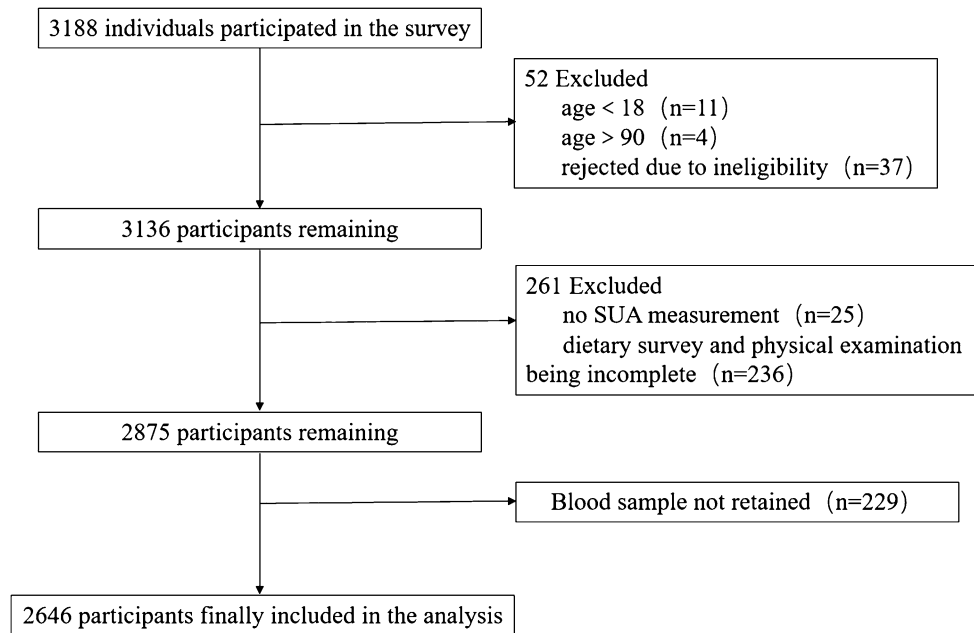 3188 individuals participated in the survey
52 Excluded
age < 18（n=11）
age > 90（n=4）
rejected due to ineligibility（n=37）
3136 participants remaining
261 Excluded
no SUA measurement（n=25）
dietary survey and physical examination
being incomplete（n=236）
2875 participants remaining
Blood sample not retained（n=229）
2646 participants finally included in the analysis